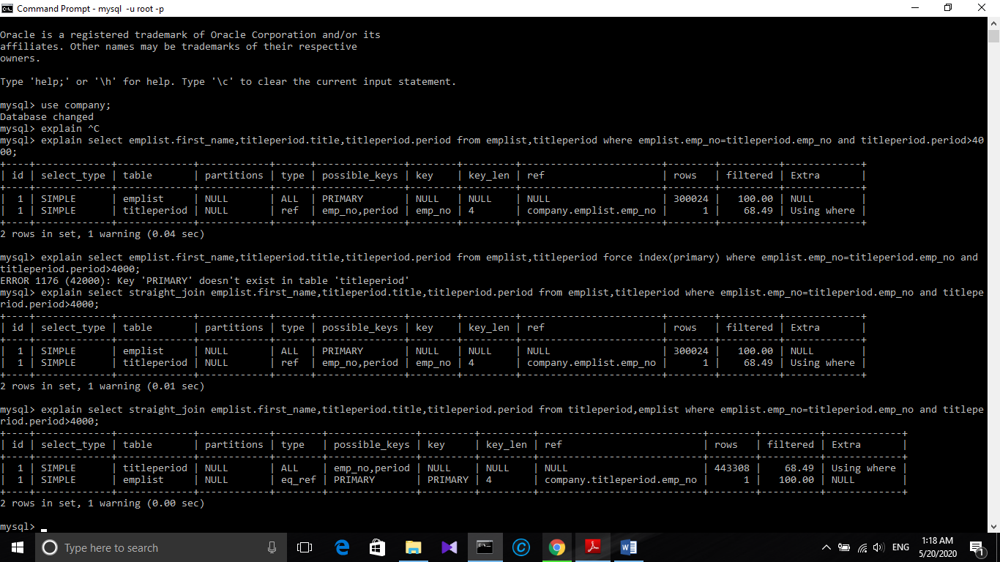 Command Prompt - mysql  -u root -p
Oracle is a registered trademark of Oracle Corporation and/or its
affiliates. Other names may be trademarks of their respective
owners.
Type 'help;' or '\h' for help. Type '\c' to clear the current input statement.
mysql> use company;
Database changed
mysql> explain ^C
mysql> explain select emplist.first_name,titleperiod.title,titleperiod.period from emplist,titleperiod where emplist.emp_no=titleperiod.emp_no and titleperiod.period>40
00;
+----+-------------+-------------+------------+------+---------------+--------+---------+------------------------+--------+----------+-------------+
| id | select_type | table       | partitions | type | possible_keys | key    | key_len | ref                    | rows   | filtered | Extra       |
+----+-------------+-------------+------------+------+---------------+--------+---------+------------------------+--------+----------+-------------+
|  1 | SIMPLE      | emplist     | NULL       | ALL  | PRIMARY       | NULL   | NULL    | NULL                   | 300024 |   100.00 | NULL        |
|  1 | SIMPLE      | titleperiod | NULL       | ref  | emp_no,period | emp_no | 4       | company.emplist.emp_no |      1 |    68.49 | Using where |
+----+-------------+-------------+------------+------+---------------+--------+---------+------------------------+--------+----------+-------------+
2 rows in set, 1 warning (0.04 sec)
mysql> explain select emplist.first_name,titleperiod.title,titleperiod.period from emplist,titleperiod force index(primary) where emplist.emp_no=titleperiod.emp_no and
titleperiod.period>4000;
ERROR 1176 (42000): Key 'PRIMARY' doesn't exist in table 'titleperiod'
mysql> explain select straight_join emplist.first_name,titleperiod.title,titleperiod.period from emplist,titleperiod where emplist.emp_no=titleperiod.emp_no and titlepe
riod.period>4000;
+----+-------------+-------------+------------+------+---------------+--------+---------+------------------------+--------+----------+-------------+
| id | select_type | table       | partitions | type | possible_keys | key    | key_len | ref                    | rows   | filtered | Extra       |
+----+-------------+-------------+------------+------+---------------+--------+---------+------------------------+--------+----------+-------------+
|  1 | SIMPLE      | emplist     | NULL       | ALL  | PRIMARY       | NULL   | NULL    | NULL                   | 300024 |   100.00 | NULL        |
|  1 | SIMPLE      | titleperiod | NULL       | ref  | emp_no,period | emp_no | 4       | company.emplist.emp_no |      1 |    68.49 | Using where |
+----+-------------+-------------+------------+------+---------------+--------+---------+------------------------+--------+----------+-------------+
2 rows in set, 1 warning (0.01 sec)
mysql> explain select straight_join emplist.first_name,titleperiod.title,titleperiod.period from titleperiod,emplist where emplist.emp_no=titleperiod.emp_no and titlepe
riod.period>4000;
+----+-------------+-------------+------------+--------+---------------+---------+---------+----------------------------+--------+----------+-------------+
| id | select_type | table       | partitions | type   | possible_keys | key     | key_len | ref                        | rows   | filtered | Extra       |
+----+-------------+-------------+------------+--------+---------------+---------+---------+----------------------------+--------+----------+-------------+
|  1 | SIMPLE      | titleperiod | NULL       | ALL    | emp_no,period | NULL    | NULL    | NULL                       | 443308 |    68.49 | Using where |
|  1 | SIMPLE      | emplist     | NULL       | eq_ref | PRIMARY       | PRIMARY | 4       | company.titleperiod.emp_no |      1 |   100.00 | NULL        |
+----+-------------+-------------+------------+--------+---------------+---------+---------+----------------------------+--------+----------+-------------+
2 rows in set, 1 warning (0.00 sec)
mysql> _
Type here to search
ENG
1:18 AM
5/20/2020
1